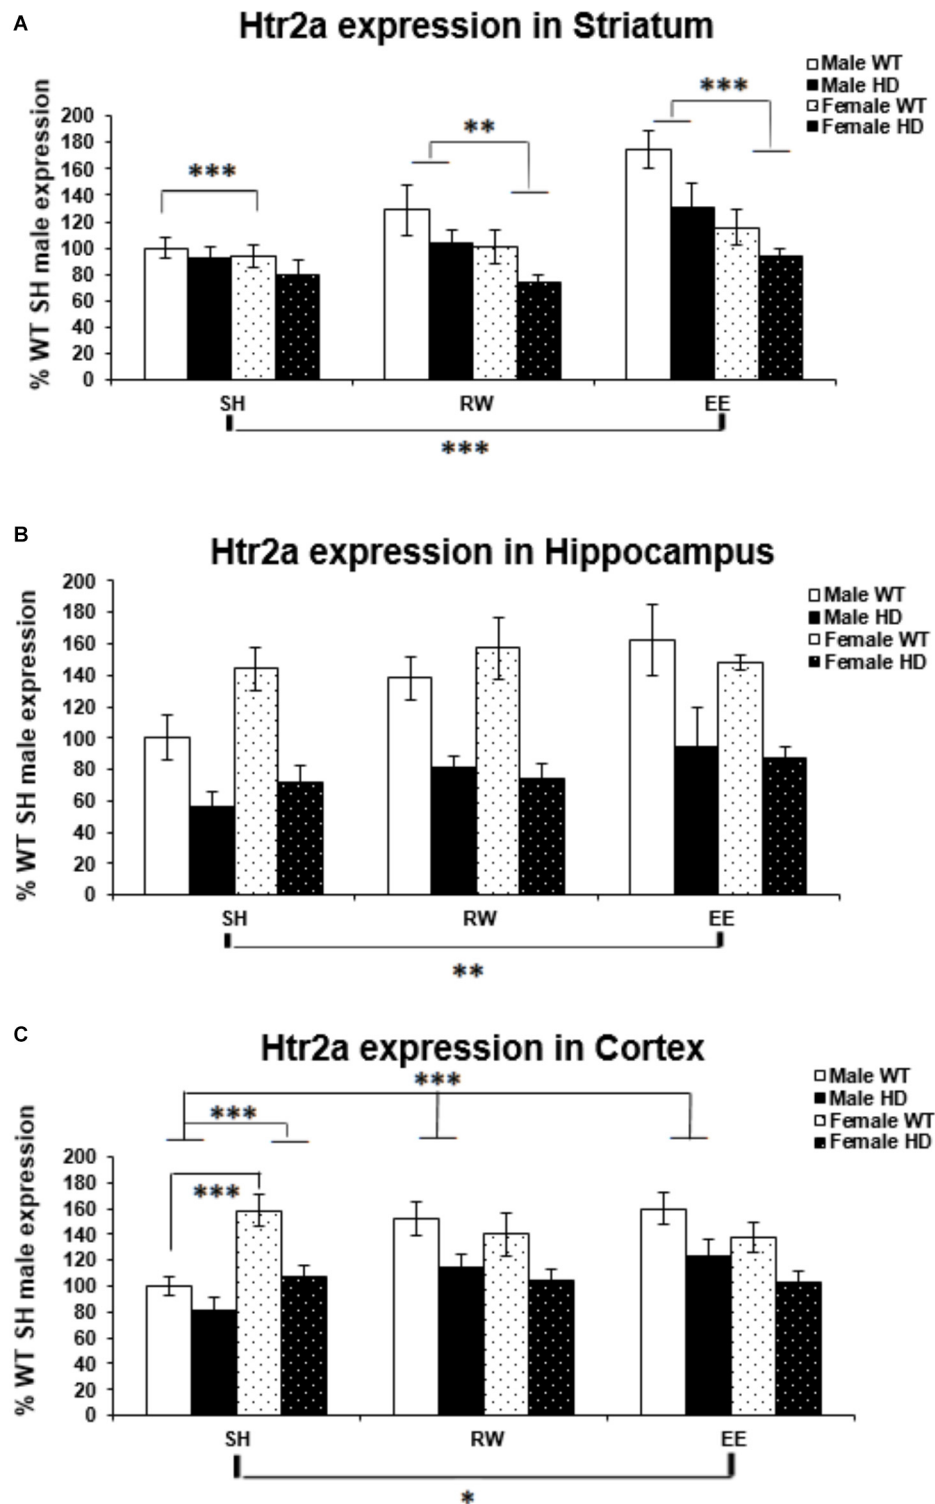 A
Htr2a expression in Striatum
Male WT
Male HD
Female WT
Female HD
% WT SH male expression
200
180
160
140
120
100
80
60
40
20
0
***
**
***
SH RW EE
***
B
Htr2a expression in Hippocampus
Male WT
Male HD
Female WT
Female HD
% WT SH male expression
200
180
160
140
120
100
80
60
40
20
0
SH RW EE
**
C
Htr2a expression in Cortex
Male WT
Male HD
Female WT
Female HD
% WT SH male expression
***
***
***
200
180
160
140
120
100
80
60
40
20
0
SH RW EE
*